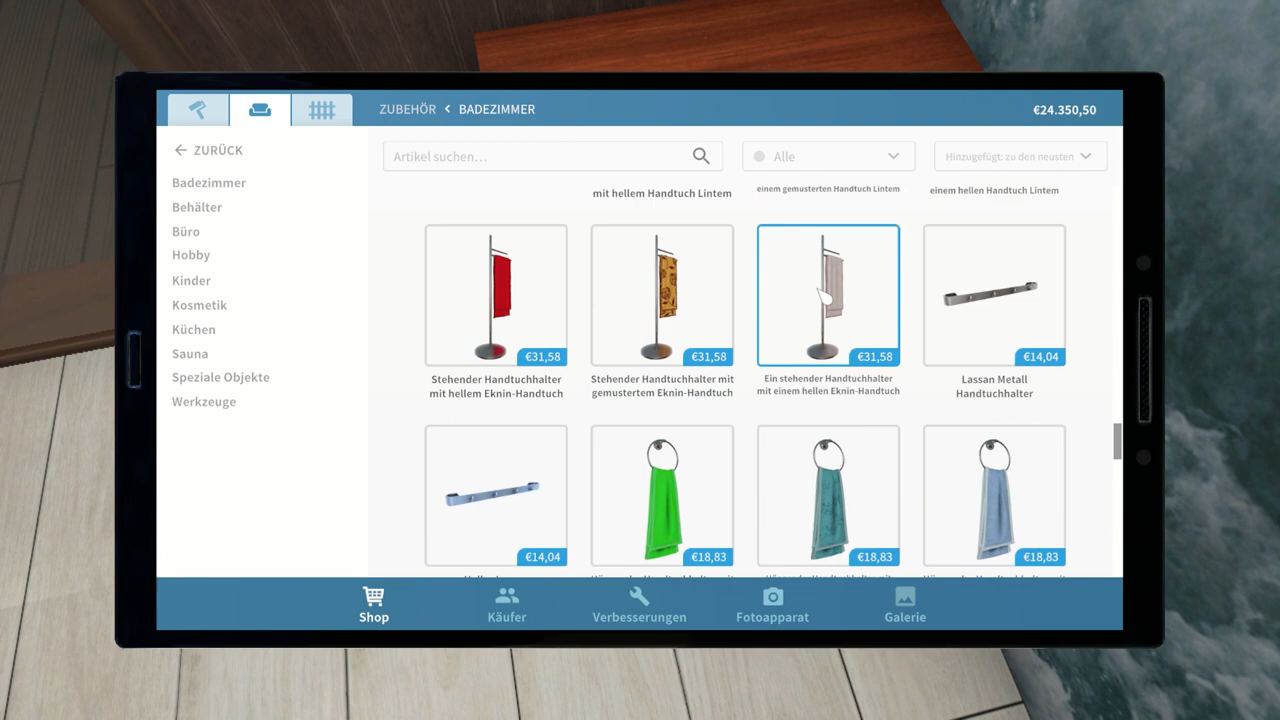 ZUBEHÖR < BADEZIMMER
€24.350,50
ZURÜCK
Artikel suchen...
Alle
Hinzugefügt: zu den neusten
Badezimmer
Behälter
Büro
Hobby
Kinder
Kosmetik
Küchen
Sauna
Speziale Objekte
Werkzeuge
mit hellem Handtuch Lintem
einem gemusterten Handtuch Lintem
einem hellen Handtuch Lintem
€31,58
€31,58
€31,58
€14,04
Stehender Handtuchhalter
mit hellem Eknin-Handtuch
Stehender Handtuchhalter mit
gemustertem Eknin-Handtuch
Ein stehender Handtuchhalter
mit einem hellen Eknin-Handtuch
Lassan Metall
Handtuchhalter
€14,04
€18,83
€18,83
€18,83
Shop
Käufer
Verbesserungen
Fotoapparat
Galerie